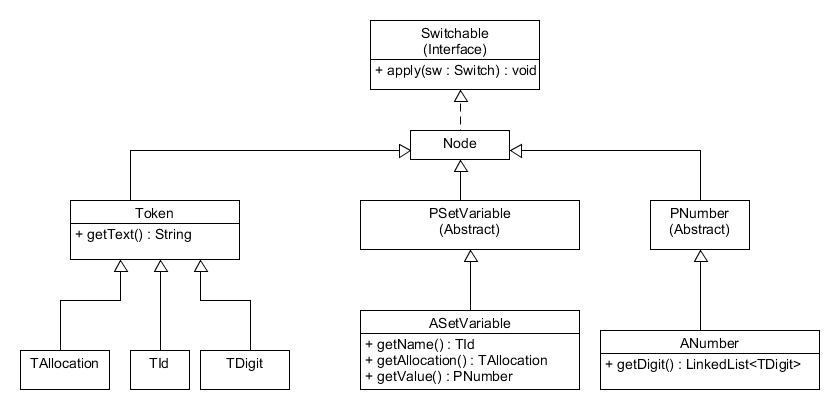 Switchable
(Interface)
+ apply(sw : Switch) : void
Node
Token
+ getText() : String
PSetVariable
(Abstract)
PNumber
(Abstract)
TAllocation
TId
TDigit
ASetVariable
+ getName() : TId
+ getAllocation() : TAllocation
+ getValue() : PNumber
ANumber
+ getDigit() : LinkedList<TDigit>